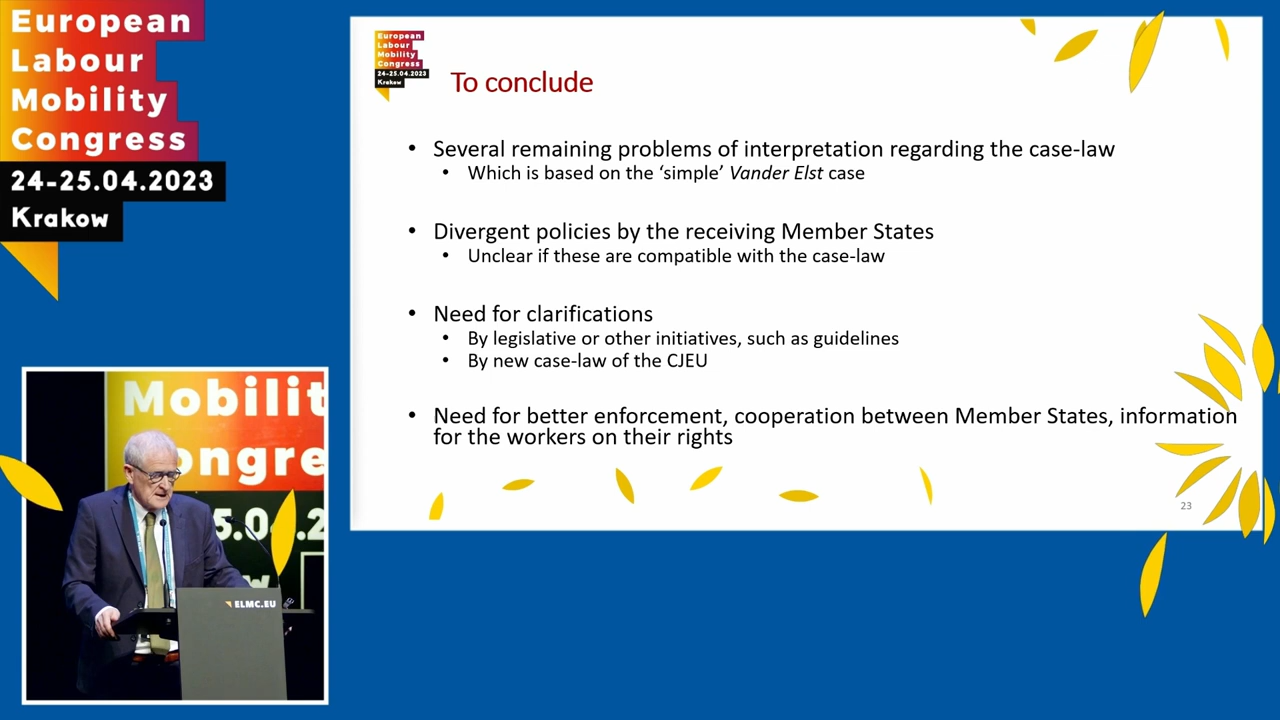 European
Labour
Mobility
Congress
24-25.04.2023
Krakow
European
Labour
Mobility
Congress
24-25.04.2023
Krakow
To conclude
• Several remaining problems of interpretation regarding the case-law
• Which is based on the ‘simple’ Vander Elst case
• Divergent policies by the receiving Member States
• Unclear if these are compatible with the case-law
• Need for clarifications
• By legislative or other initiatives, such as guidelines
• By new case-law of the CJEU
• Need for better enforcement, cooperation between Member States, information
for the workers on their rights
23
Mobilit
ongre
5.04.2
w
ELMC.EU